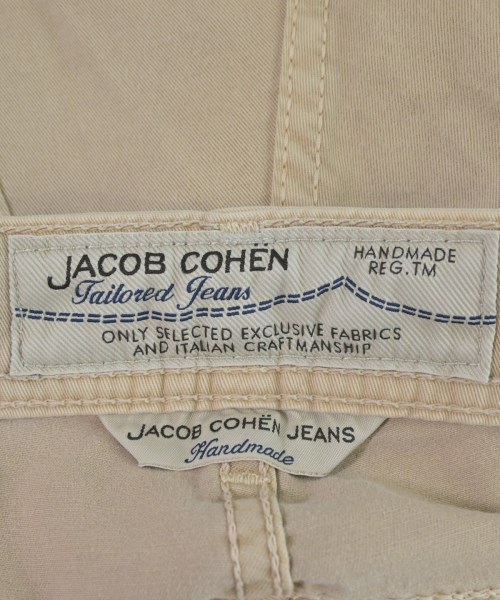 JACOB COHËN
Tailored Jeans
HANDMADE
REG.TM
ONLY SELECTED EXCLUSIVE FABRICS
AND ITALIAN CRAFTMANSHIP
JACOB COHËN JEANS
Handmade